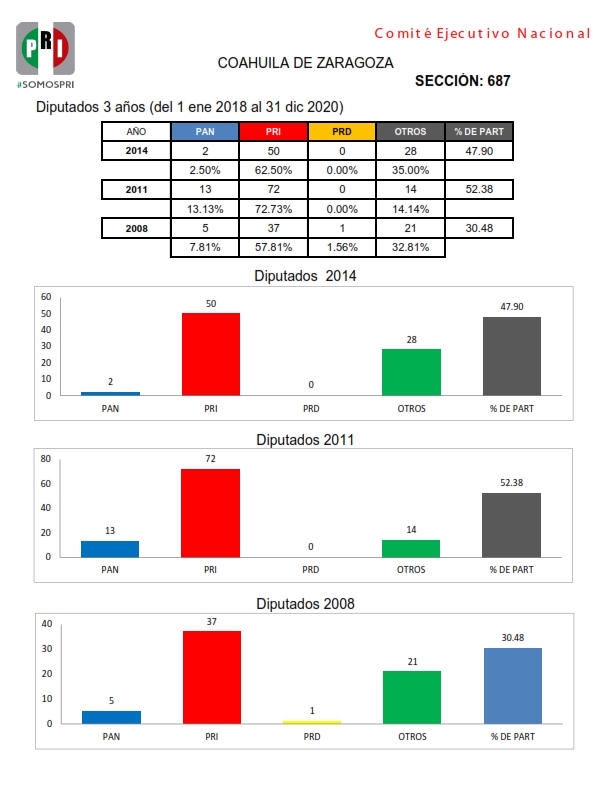 Comité Ejecutivo Nacional
PRI
#SOMOSPRI
COAHUILA DE ZARAGOZA
SECCIÓN: 687
Diputados 3 años (del 1 ene 2018 al 31 dic 2020)
AÑO PAN PRI PRD OTROS % DE PART
2014 2 50 0 28 47.90
2.50% 62.50% 0.00% 35.00%
2011 13 72 0 14 52.38
13.13% 72.73% 0.00% 14.14%
2008 5 37 1 21 30.48
7.81% 57.81% 1.56% 32.81%
Diputados 2014
60
50
40
30
20
10
0
2 50 0 28 47.90
PAN PRI PRD OTROS % DE PART
Diputados 2011
80
60
40
20
0
13 72 0 14 52.38
PAN PRI PRD OTROS % DE PART
Diputados 2008
40
30
20
10
0
5 37 1 21 30.48
PAN PRI PRD OTROS % DE PART